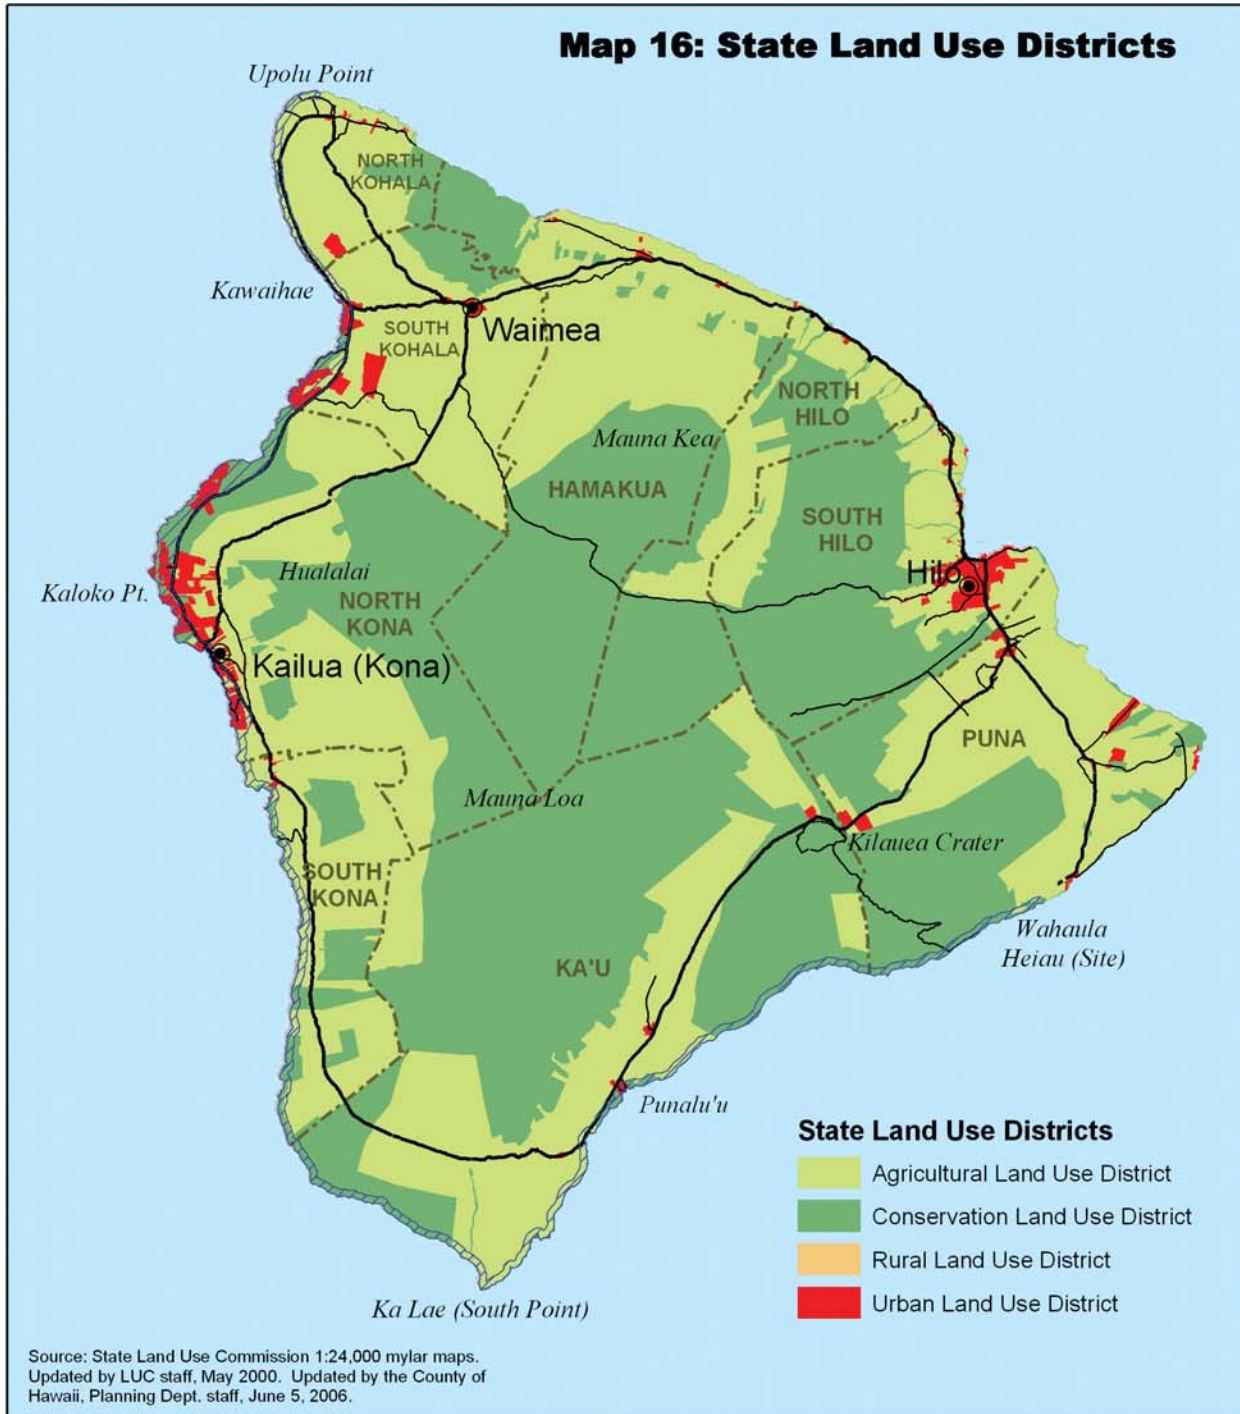 Map 16: State Land Use Districts
Upolu Point
NORTH
KOHALA
Kawaihae
Waimea
SOUTH
KOHALA
NORTH
HILO
Mauna Kea
HAMAKUA
SOUTH
HILO
Hilo
Hualalai
Kaloko Pt.
NORTH
KONA
Kailua (Kona)
PUNA
Mauna Loa
Kilauea Crater
SOUTH
KONA
Wahaula
Heiau (Site)
KA'U
Punalu'u
Ka Lae (South Point)
State Land Use Districts
Agricultural Land Use District
Conservation Land Use District
Rural Land Use District
Urban Land Use District
Source: State Land Use Commission 1:24,000 mylar maps.
Updated by LUC staff, May 2000. Updated by the County of
Hawaii, Planning Dept. staff, June 5, 2006.